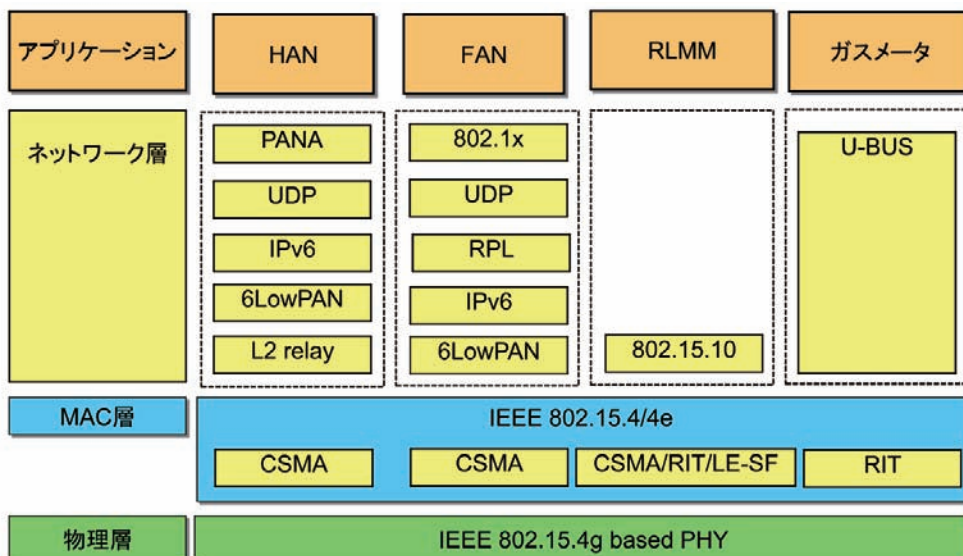 アプリケーション
HAN
FAN
RLMM
ガスメータ
ネットワーク層
PANA
802.1x
U-BUS
UDP
UDP
IPv6
RPL
6LowPAN
IPv6
L2 relay
6LowPAN
802.15.10
MAC層
IEEE 802.15.4/4e
CSMA
CSMA
CSMA/RIT/LE-SF
RIT
物理層
IEEE 802.15.4g based PHY